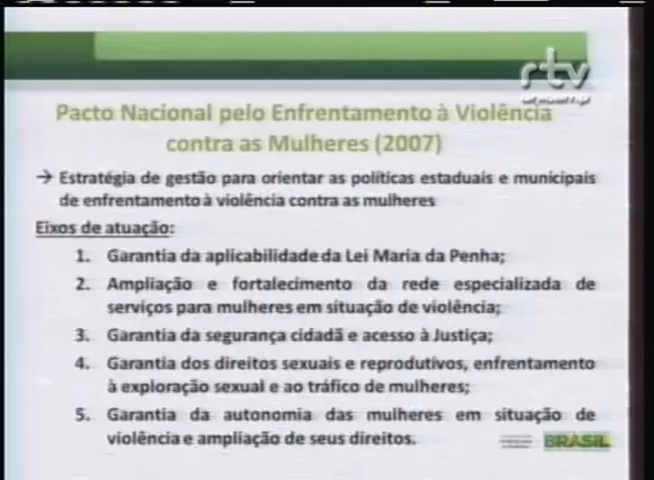 rtv
Pacto Nacional pelo Enfrentamento à Violência
contra as Mulheres (2007)
→ Estratégia de gestão para orientar as políticas estaduais e municipais
de enfrentamento à violência contra as mulheres
Eixos de atuação:
1. Garantia da aplicabilidade da Lei Maria da Penha;
2. Ampliação e fortalecimento da rede especializada de
serviços para mulheres em situação de violência;
3. Garantia da segurança cidadã e acesso à Justiça;
4. Garantia dos direitos sexuais e reprodutivos, enfrentamento
à exploração sexual e ao tráfico de mulheres;
5. Garantia da autonomia das mulheres em situação de
violência e ampliação de seus direitos.
BRASIL